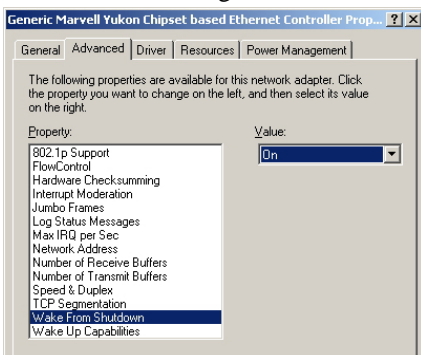 Generic Marvell Yukon Chipset based Ethernet Controller Prop...
General Advanced Driver Resources Power Management
The following properties are available for this network adapter. Click
the property you want to change on the left, and then select its value
on the right.
Property:
Value:
802.1p Support
On
FlowControl
Hardware Checksumming
Interrupt Moderation
Jumbo Frames
Log Status Messages
Max IRQ per Sec
Network Address
Number of Receive Buffers
Number of Transmit Buffers
Speed & Duplex
TCP Segmentation
Wake From Shutdown
Wake Up Capabilities